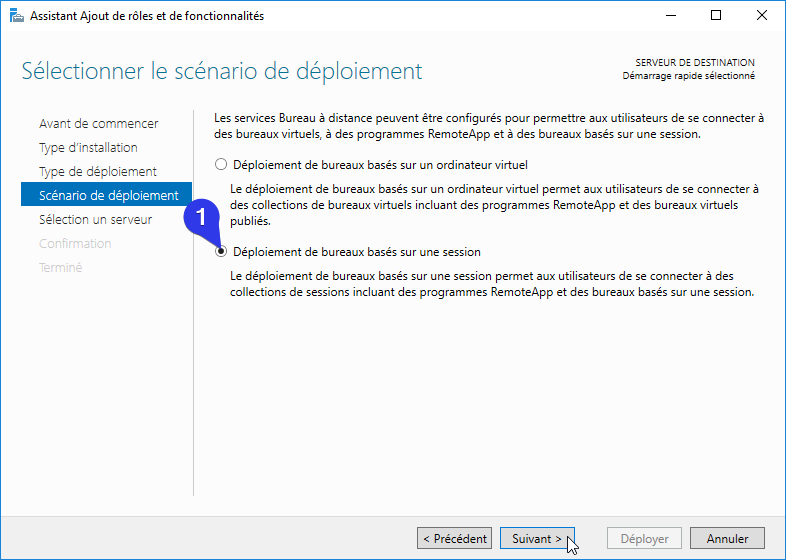 Assistant Ajout de rôles et de fonctionnalités
Sélectionner le scénario de déploiement
SERVEUR DE DESTINATION
Démarrage rapide sélectionné
Avant de commencer
Type d'installation
Type de déploiement
Scénario de déploiement
Sélection un serveur
Confirmation
Terminé
Les services Bureau à distance peuvent être configurés pour permettre aux utilisateurs de se connecter à
des bureaux virtuels, à des programmes RemoteApp et à des bureaux basés sur une session.
Déploiement de bureaux basés sur un ordinateur virtuel
Le déploiement de bureaux basés sur un ordinateur virtuel permet aux utilisateurs de se connecter à
des collections de bureaux virtuels incluant des programmes RemoteApp et des bureaux virtuels
publiés.
1
Déploiement de bureaux basés sur une session
Le déploiement de bureaux basés sur une session permet aux utilisateurs de se connecter à des
collections de sessions incluant des programmes RemoteApp et des bureaux basés sur une session.
< Précédent
Suivant >
Déployer
Annuler